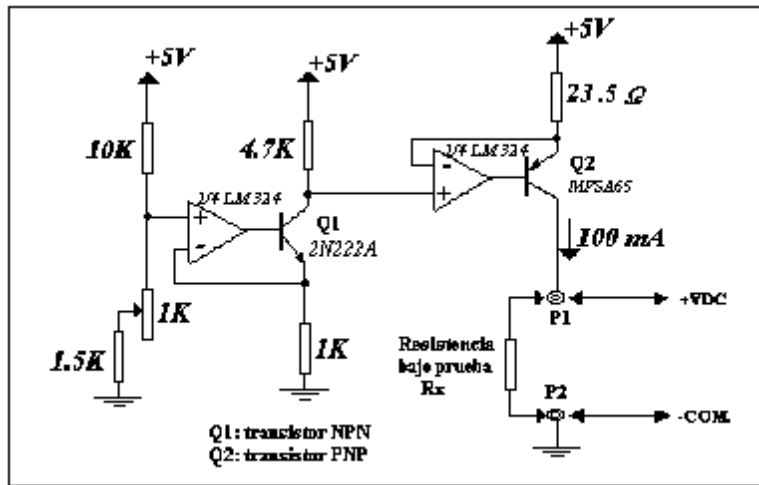 +5V
+5V
+5V
10K
4.7K
23.5 Ω
1/4 LM 324
1/4 LM 324
Q2
MPSA65
Q1
2N222A
100 mA
1K
1.5K
1K
P1
+VDC
Resistencia
bajo prueba
Rx
P2
-COM.
Q1: transistor NPN
Q2: transistor PNP